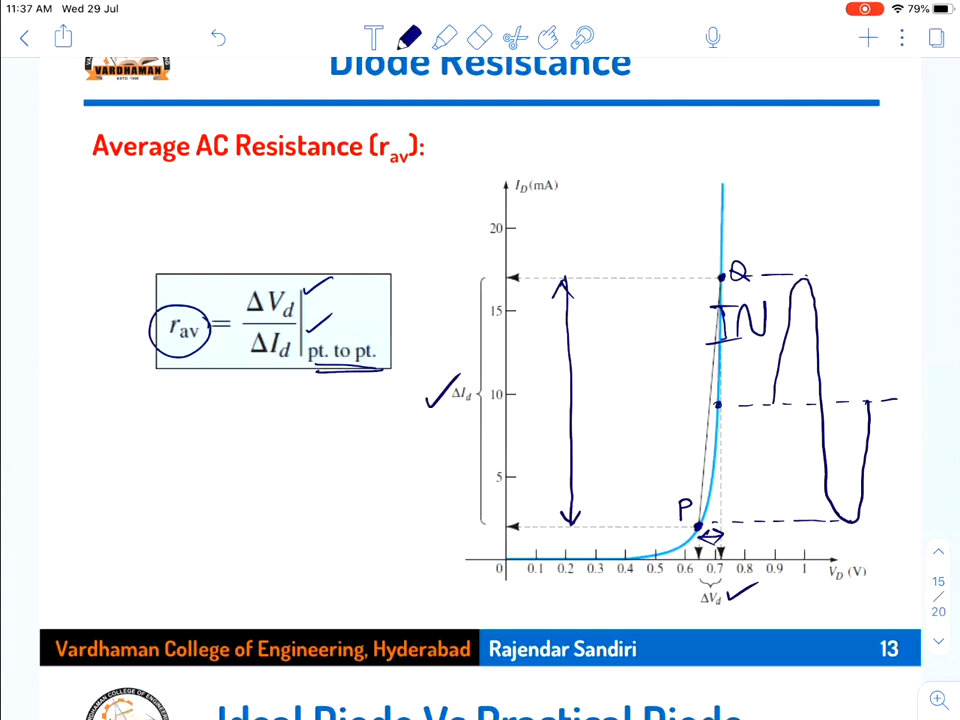 11:37 AM Wed 29 Jul
79%
VARDHAMAN
Diode Resistance
Average AC Resistance (rav):
ID (mA)
20
15
10
5
0 0.1 0.2 0.3 0.4 0.5 0.6 0.7 0.8 0.9 1 VD (V)
ΔId
ΔVd
rav = ΔVd / ΔId | pt. to pt.
Q
IN
P
15
/
20
Vardhaman College of Engineering, Hyderabad
Rajendar Sandiri
13
Ideal Diode Vs Practical Diode